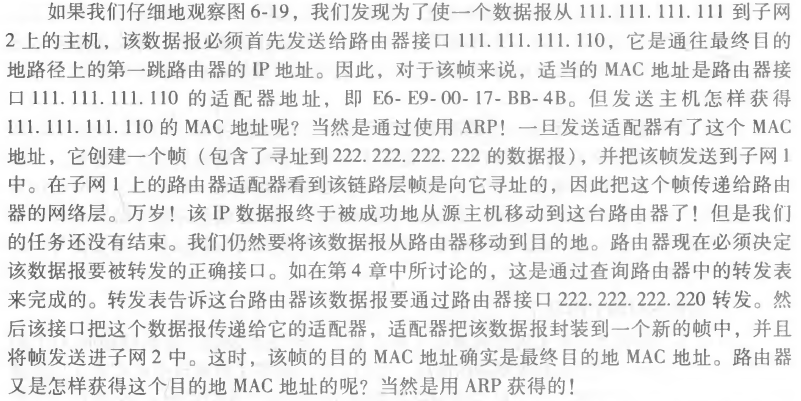 如果我们仔细地观察图 6-19，我们发现为了使一个数据报从 111. 111. 111. 111 到子网
2 上的主机，该数据报必须首先发送给路由器接口 111. 111. 111. 110，它是通往最终目的
地路径上的第一跳路由器的 IP 地址。因此，对于该帧来说，适当的 MAC 地址是路由器接
口 111. 111. 111. 110 的适配器地址，即 E6- E9- 00- 17- BB- 4B。但发送主机怎样获得
111. 111. 111. 110 的 MAC 地址呢？当然是通过使用 ARP！一旦发送适配器有了这个 MAC
地址，它创建一个帧（包含了寻址到 222. 222. 222. 222 的数据报），并把该帧发送到子网 1
中。在子网 1 上的路由器适配器看到该链路层帧是向它寻址的，因此把这个帧传递给路由
器的网络层。万岁！该 IP 数据报终于被成功地从源主机移动到这台路由器了！但是我们
的任务还没有结束。我们仍然要将该数据报从路由器移动到目的地。路由器现在必须决定
该数据报要被转发的正确接口。如在第 4 章中所讨论的，这是通过查询路由器中的转发表
来完成的。转发表告诉这台路由器该数据报要通过路由器接口 222. 222. 222. 220 转发。然
后该接口把这个数据报传递给它的适配器，适配器把该数据报封装到一个新的帧中，并且
将帧发送进子网 2 中。这时，该帧的目的 MAC 地址确实是最终目的地 MAC 地址。路由器
又是怎样获得这个目的地 MAC 地址的呢？当然是用 ARP 获得的！